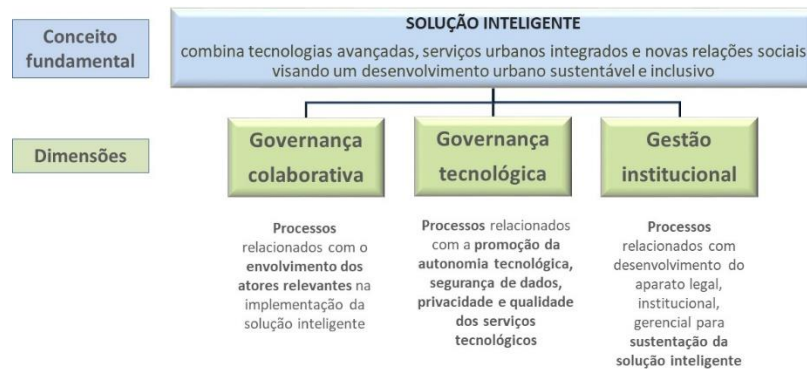 Conceito
fundamental
SOLUÇÃO INTELIGENTE
combina tecnologias avançadas, serviços urbanos integrados e novas relações sociais
visando um desenvolvimento urbano sustentável e inclusivo
Dimensões
Governança
colaborativa
Processos
relacionados com o
envolvimento dos
atores relevantes na
implementação da
solução inteligente
Governança
tecnológica
Processos relacionados
com a promoção da
autonomia tecnológica,
segurança de dados,
privacidade e qualidade
dos serviços
tecnológicos
Gestão
institucional
Processos
relacionados com
desenvolvimento do
aparato legal,
institucional,
gerencial para
sustentação da
solução inteligente